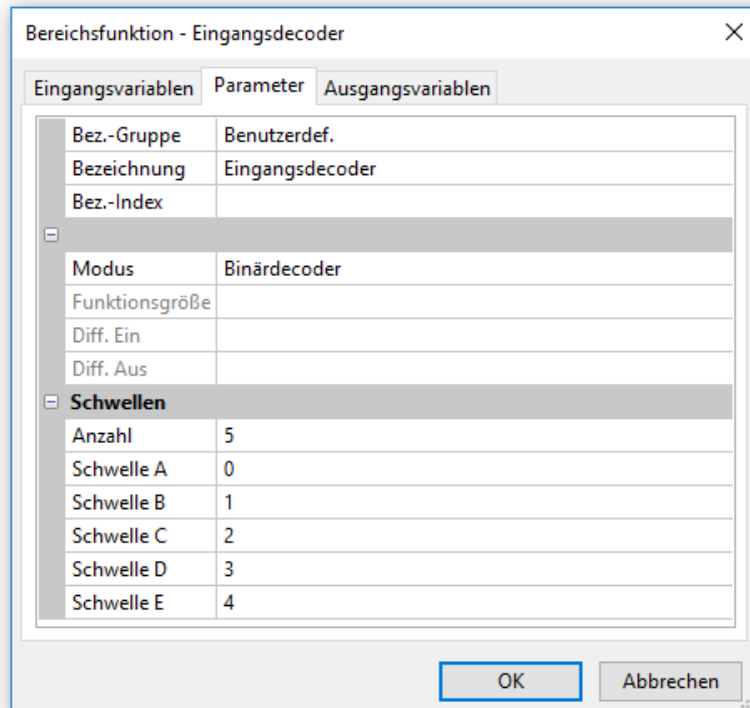 Bereichsfunktion - Eingangsdecoder
Eingangsvariablen Parameter Ausgangsvariablen
Bez.-Gruppe Benutzerdef.
Bezeichnung Eingangsdecoder
Bez.-Index
Modus Binärdecoder
Funktionsgröße
Diff. Ein
Diff. Aus
Schwellen
Anzahl 5
Schwelle A 0
Schwelle B 1
Schwelle C 2
Schwelle D 3
Schwelle E 4
OK Abbrechen